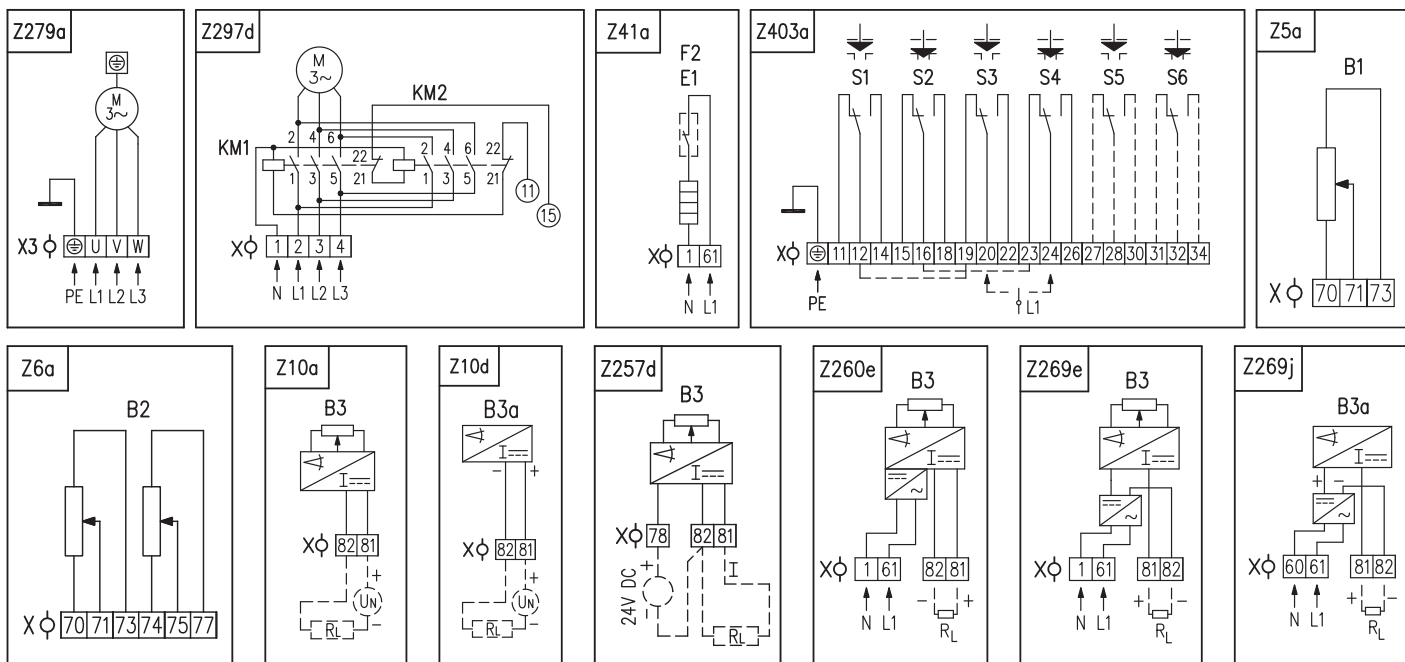 Z279a
M
3~
X3
U V W
PE L1 L2 L3
Z297d
M
3~
KM2
KM1
2 4 6 22 2 4 6 22
1 3 5 21 1 3 5 21
11
15
X
1 2 3 4
N L1 L2 L3
Z41a
F2
E1
X
1 61
N L1
Z403a
S1 S2 S3 S4 S5 S6
X
11 12 14 15 16 18 19 20 22 23 24 26 27 28 30 31 32 34
PE
L1
Z5a
B1
X
70 71 73
Z6a
B2
X
70 71 73 74 75 77
Z10a
B3
I
X
82 81
+
UN
-
RL
Z10d
B3a
I
- +
X
82 81
+
UN
-
RL
Z257d
B3
I
X
78 82 81
+ I
24V DC
-
RL
Z260e
B3
I
~
X
1 61 82 81
- +
N L1 RL
Z269e
B3
I
~
X
1 61 81 82
+ -
N L1 RL
Z269j
B3a
I
+ -
~
X
60 61 81 82
+ -
N L1 RL